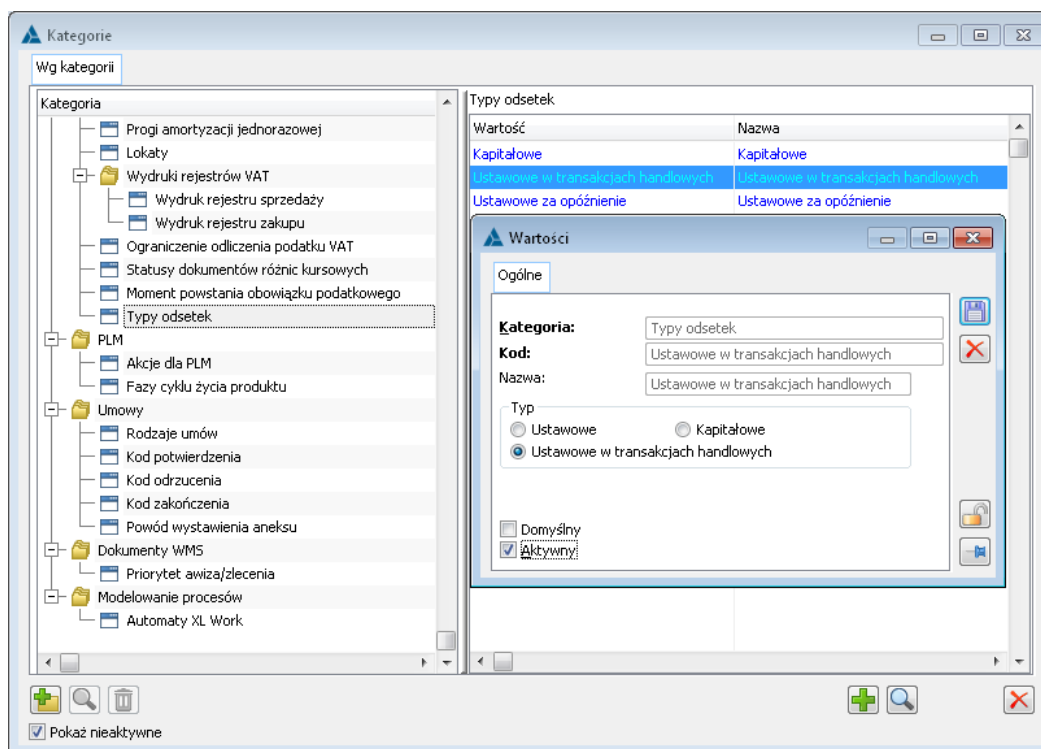 Kategorie
Wg kategorii
Kategoria
Progi amortyzacji jednorazowej
Lokaty
Wydruki rejestrów VAT
Wydruk rejestru sprzedaży
Wydruk rejestru zakupu
Ograniczenie odliczenia podatku VAT
Statusy dokumentów różnic kursowych
Moment powstania obowiązku podatkowego
Typy odsetek
PLM
Akcje dla PLM
Fazy cyklu życia produktu
Umowy
Rodzaje umów
Kod potwierdzenia
Kod odrzucenia
Kod zakończenia
Powód wystawienia aneksu
Dokumenty WMS
Priorytet awiza/zlecenia
Modelowanie procesów
Automaty XL Work
Pokaż nieaktywne
Typy odsetek
Wartość Nazwa
Kapitałowe Kapitałowe
Ustawowe w transakcjach handlowych Ustawowe w transakcjach handlowych
Ustawowe za opóźnienie Ustawowe za opóźnienie
Wartości
Ogólne
Kategoria: Typy odsetek
Kod: Ustawowe w transakcjach handlowych
Nazwa: Ustawowe w transakcjach handlowych
Typ
Ustawowe Kapitałowe
Ustawowe w transakcjach handlowych
Domyślny
Aktywny